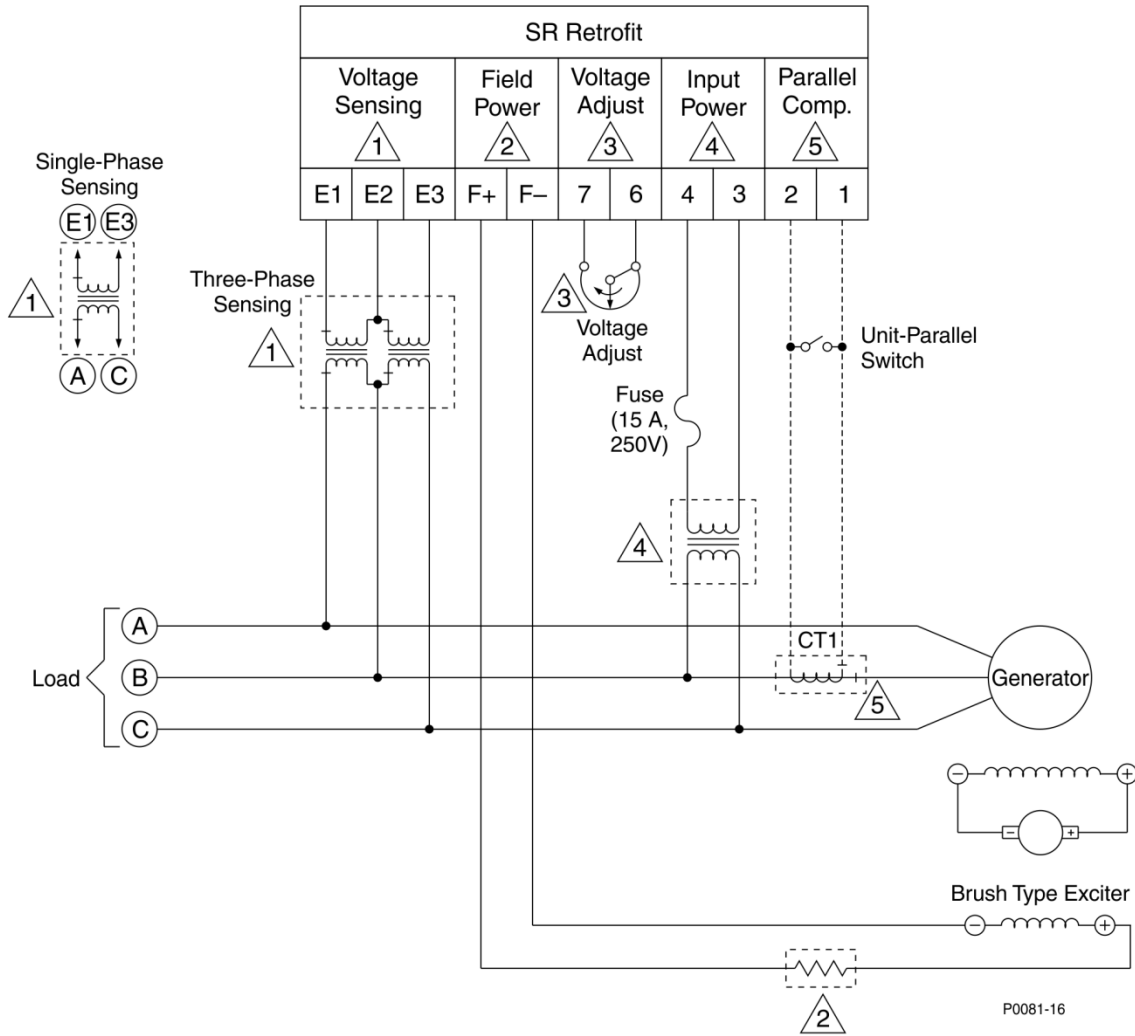 SR Retrofit
Voltage
Sensing
1
Field
Power
2
Voltage
Adjust
3
Input
Power
4
Parallel
Comp.
5
E1 E2 E3 F+ F− 7 6 4 3 2 1
Single-Phase
Sensing
E1 E3
1
A C
Three-Phase
Sensing
1
3
Voltage
Adjust
Unit-Parallel
Switch
Fuse
(15 A,
250V)
4
Load
A
B
C
CT1
5
Generator
− +
− +
Brush Type Exciter
− +
2
P0081-16